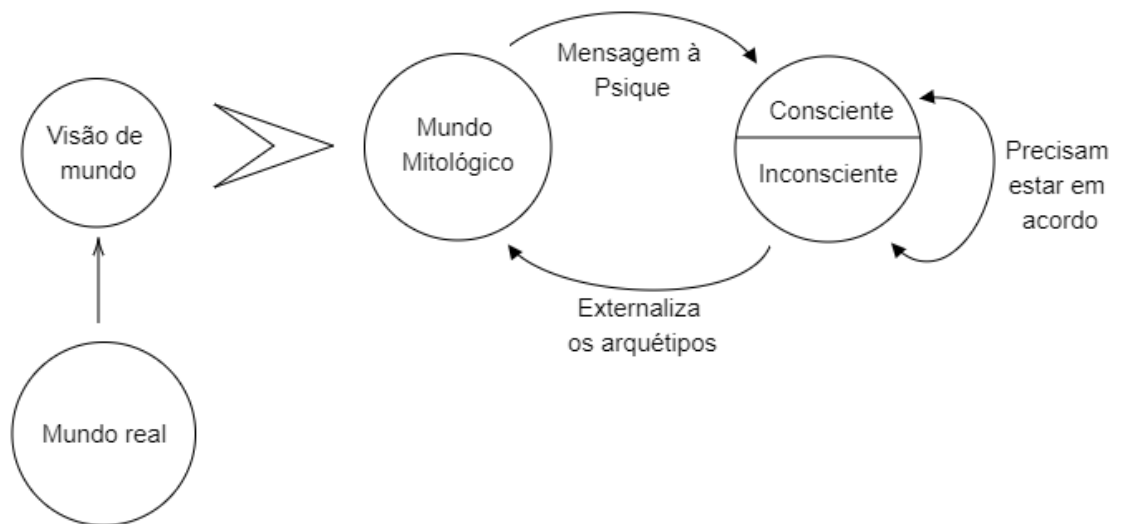 Visão de
mundo
Mundo real
Mundo
Mitológico
Mensagem à
Psique
Externaliza
os arquétipos
Consciente
Inconsciente
Precisam
estar em
acordo